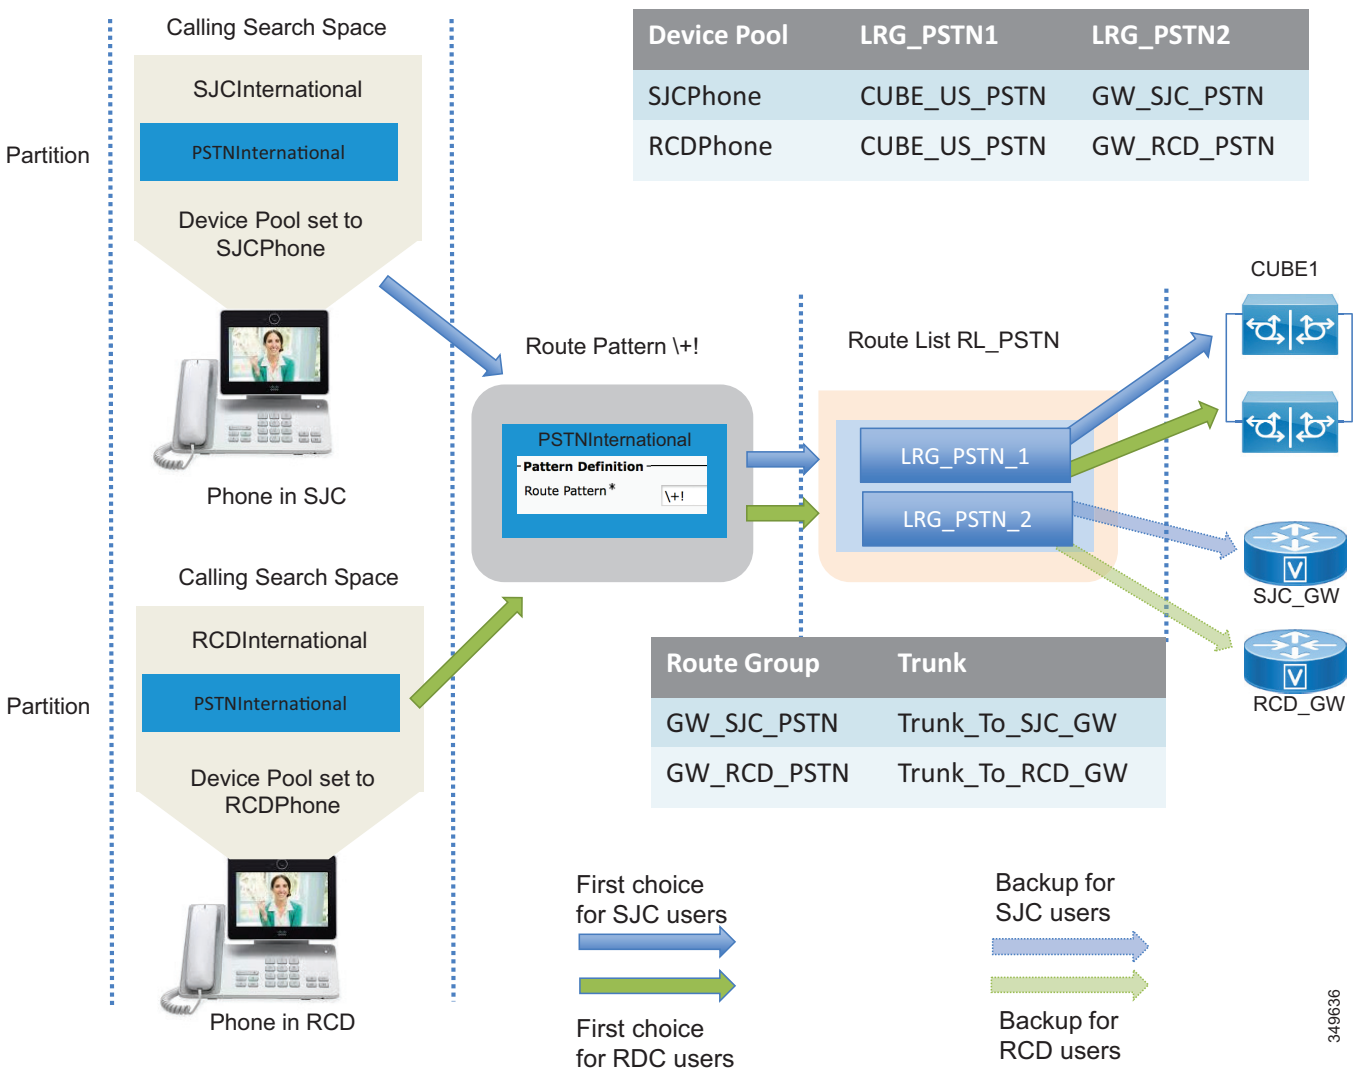 Calling Search Space
SJCInternational
Partition
PSTNInternational
Device Pool set to
SJCPhone
Phone in SJC
Calling Search Space
RCDInternational
Partition
PSTNInternational
Device Pool set to
RCDPhone
Phone in RCD
Device Pool LRG_PSTN1 LRG_PSTN2
SJCPhone CUBE_US_PSTN GW_SJC_PSTN
RCDPhone CUBE_US_PSTN GW_RCD_PSTN
Route Pattern \+!
PSTNInternational
Pattern Definition
Route Pattern* \+!
Route List RL_PSTN
LRG_PSTN_1
LRG_PSTN_2
CUBE1
V
SJC_GW
V
RCD_GW
Route Group Trunk
GW_SJC_PSTN Trunk_To_SJC_GW
GW_RCD_PSTN Trunk_To_RCD_GW
First choice
for SJC users
First choice
for RDC users
Backup for
SJC users
Backup for
RCD users
349636